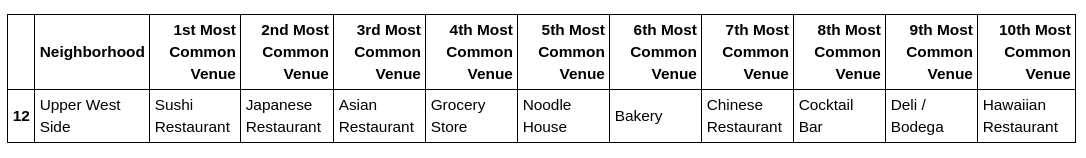 Neighborhood 1st Most Common Venue 2nd Most Common Venue 3rd Most Common Venue 4th Most Common Venue 5th Most Common Venue 6th Most Common Venue 7th Most Common Venue 8th Most Common Venue 9th Most Common Venue 10th Most Common Venue
12 Upper West Side Sushi Restaurant Japanese Restaurant Asian Restaurant Grocery Store Noodle House Bakery Chinese Restaurant Cocktail Bar Deli / Bodega Hawaiian Restaurant